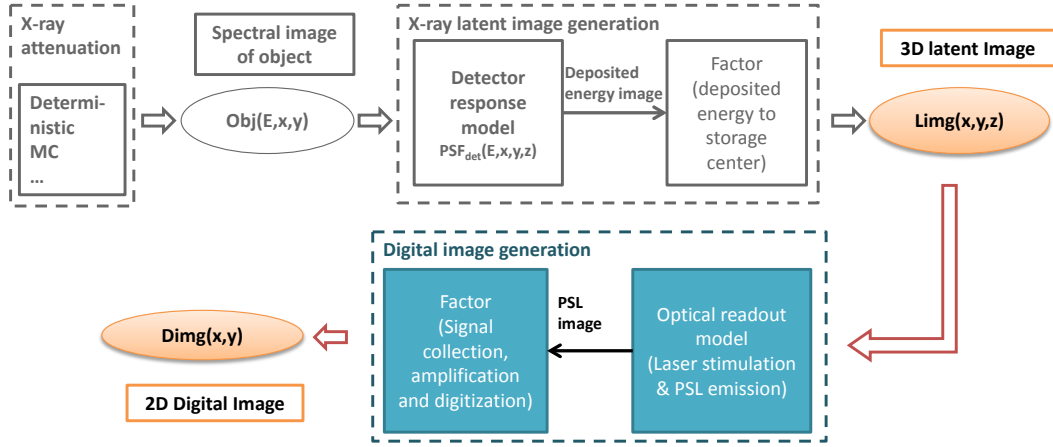 X-ray
attenuation
Determi-
nistic
MC
...
Spectral image
of object
Obj(E,x,y)
X-ray latent image generation
Detector
response
model
PSFdet(E,x,y,z)
Deposited
energy image
Factor
(deposited
energy to
storage
center)
3D latent Image
Limg(x,y,z)
Digital image generation
Optical readout
model
(Laser stimulation
& PSL emission)
PSL
image
Factor
(Signal
collection,
amplification
and digitization)
Dimg(x,y)
2D Digital Image